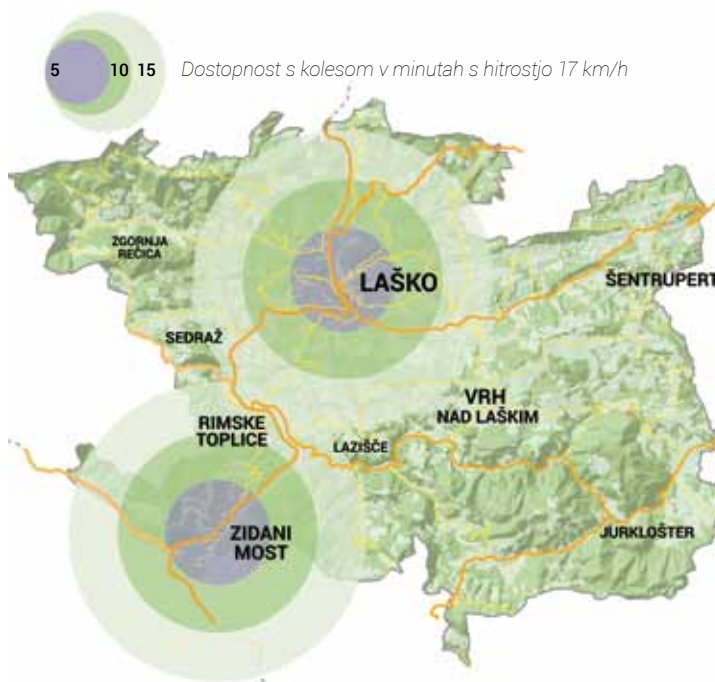 5 10 15 Dostopnost s kolesom v minutah s hitrostjo 17 km/h
ZGORNJA
REČICA
LAŠKO
ŠENTRUPERT
SEDRAŽ
VRH
NAD LAŠKIM
RIMSKE
TOPLICE
LAZIŠČE
ZIDANI
MOST
JURKLOŠTER